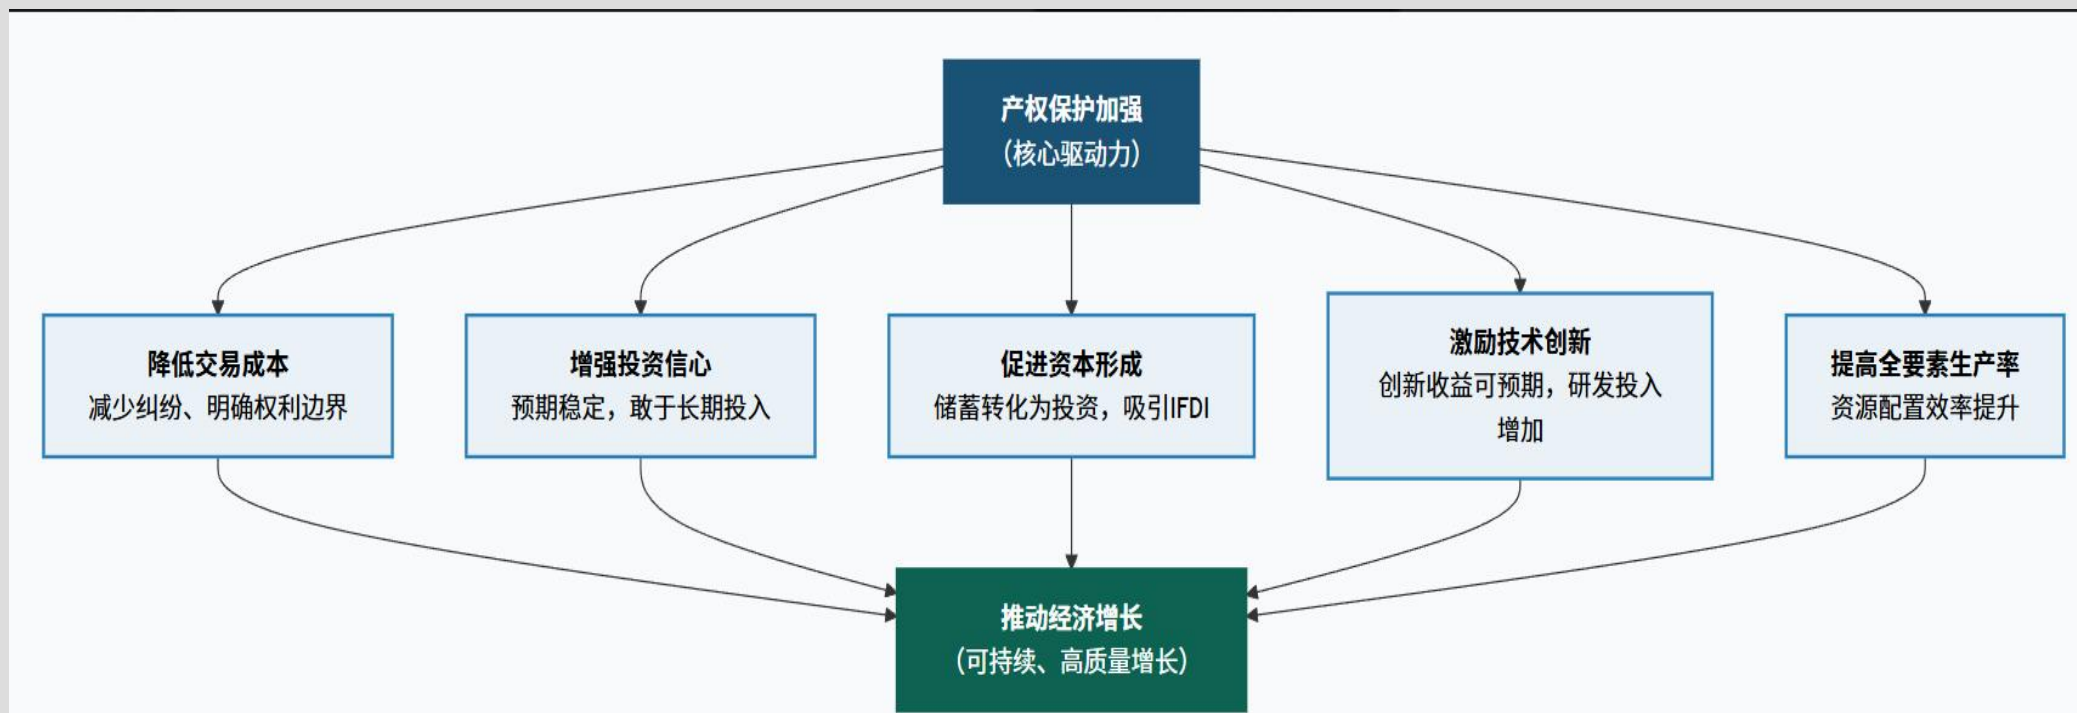 产权保护加强
（核心驱动力）
降低交易成本
减少纠纷、明确权利边界
增强投资信心
预期稳定，敢于长期投入
促进资本形成
储蓄转化为投资，吸引IFDI
激励技术创新
创新收益可预期，研发投入
增加
提高全要素生产率
资源配置效率提升
推动经济增长
（可持续、高质量增长）